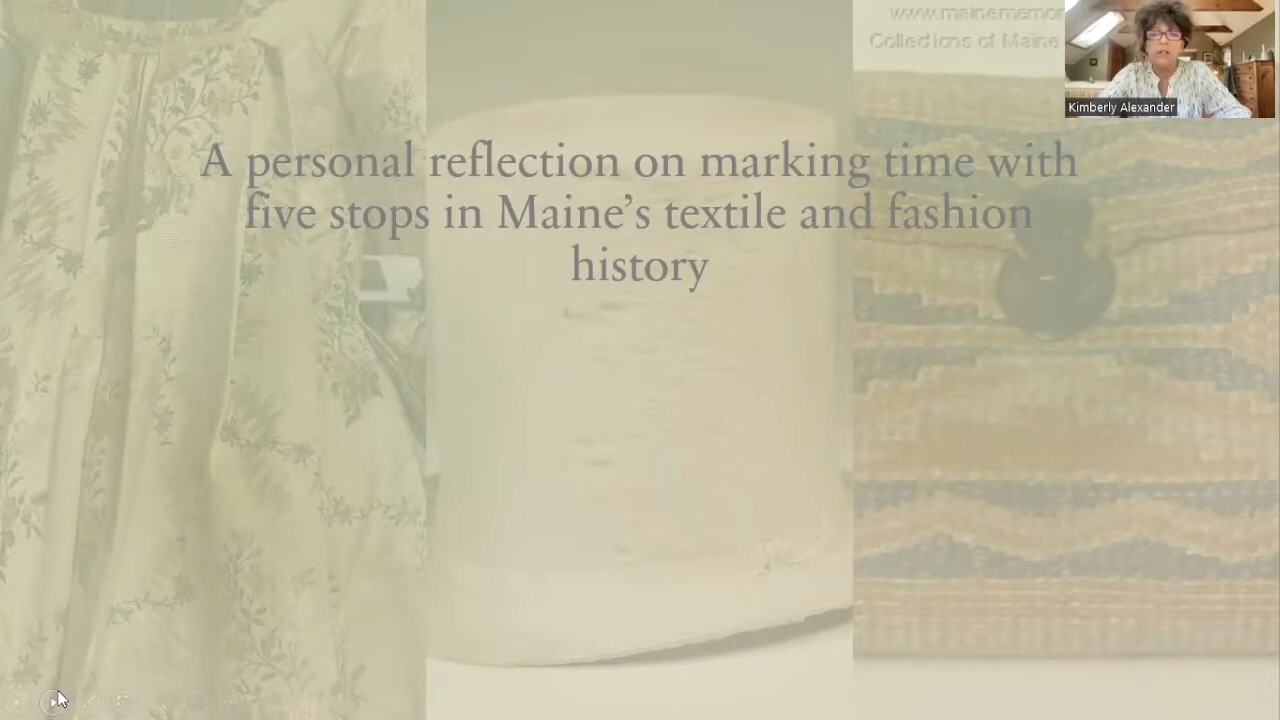 www.mainememor
Collections of Maine
Kimberly Alexander
A personal reflection on marking time with
five stops in Maine's textile and fashion
history